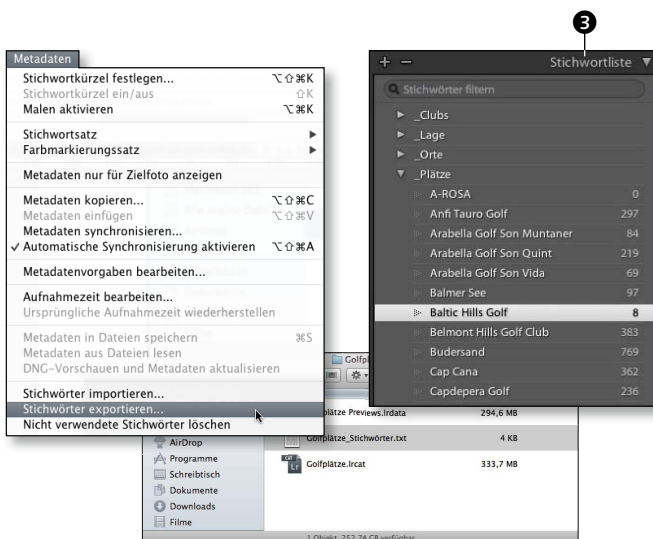 3
Metadaten
Stichwortkürzel festlegen... ⌥⇧⌘K
Stichwortkürzel ein/aus ⇧K
Malen aktivieren ⌥⌘K
Stichwortsatz ▶
Farbmarkierungssatz ▶
Metadaten nur für Zielfoto anzeigen
Metadaten kopieren... ⌥⇧⌘C
Metadaten einfügen ⌥⇧⌘V
Metadaten synchronisieren...
✓ Automatische Synchronisierung aktivieren ⌥⇧⌘A
Metadatenvorgaben bearbeiten...
Aufnahmezeit bearbeiten...
Ursprüngliche Aufnahmezeit wiederherstellen
Metadaten in Dateien speichern ⌘S
Metadaten aus Dateien lesen
DNG-Vorschauen und Metadaten aktualisieren
Stichwörter importieren...
Stichwörter exportieren...
Nicht verwendete Stichwörter löschen
+ − Stichwortliste ▼
Stichwörter filtern
▶ _Clubs
▶ _Lage
▶ _Orte
▼ _Plätze
A-ROSA 0
Anfi Tauro Golf 297
Arabella Golf Son Muntaner 84
Arabella Golf Son Quint 219
Arabella Golf Son Vida 69
Balmer See 97
Baltic Hills Golf 8
Belmont Hills Golf Club 383
Budersand 769
Cap Cana 362
Capdepera Golf 236
Previews.lrdata 294,6 MB
AirDrop
Golfplätze_Stichwörter.txt 4 KB
Programme
Golfplätze.lrcat 333,7 MB
Schreibtisch
Dokumente
Downloads
Filme
1 Objekt, 252,74 GB verfügbar